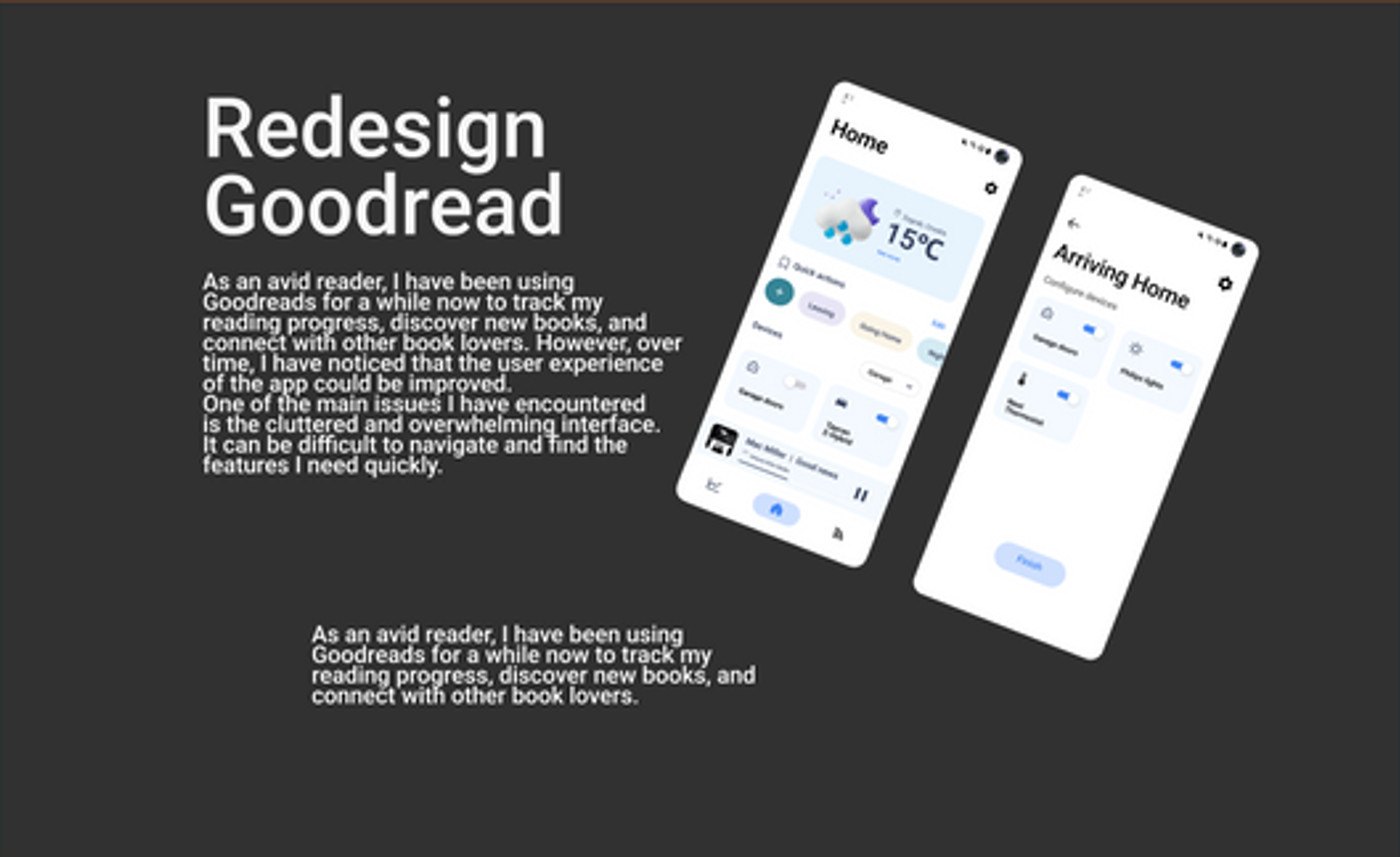 Redesign
Goodread
As an avid reader, I have been using
Goodreads for a while now to track my
reading progress, discover new books, and
connect with other book lovers. However, over
time, I have noticed that the user experience
of the app could be improved.
One of the main issues I have encountered
is the cluttered and overwhelming interface.
It can be difficult to navigate and find the
features I need quickly.
As an avid reader, I have been using
Goodreads for a while now to track my
reading progress, discover new books, and
connect with other book lovers.
Home
15°C
Quick actions
Leaving
Going Home
Edit
Devices
Garage
Garage doors
Mac Miller | Good news
Arriving Home
Configure devices
Garage doors
Philips lights
Nest
Thermostat
Finish